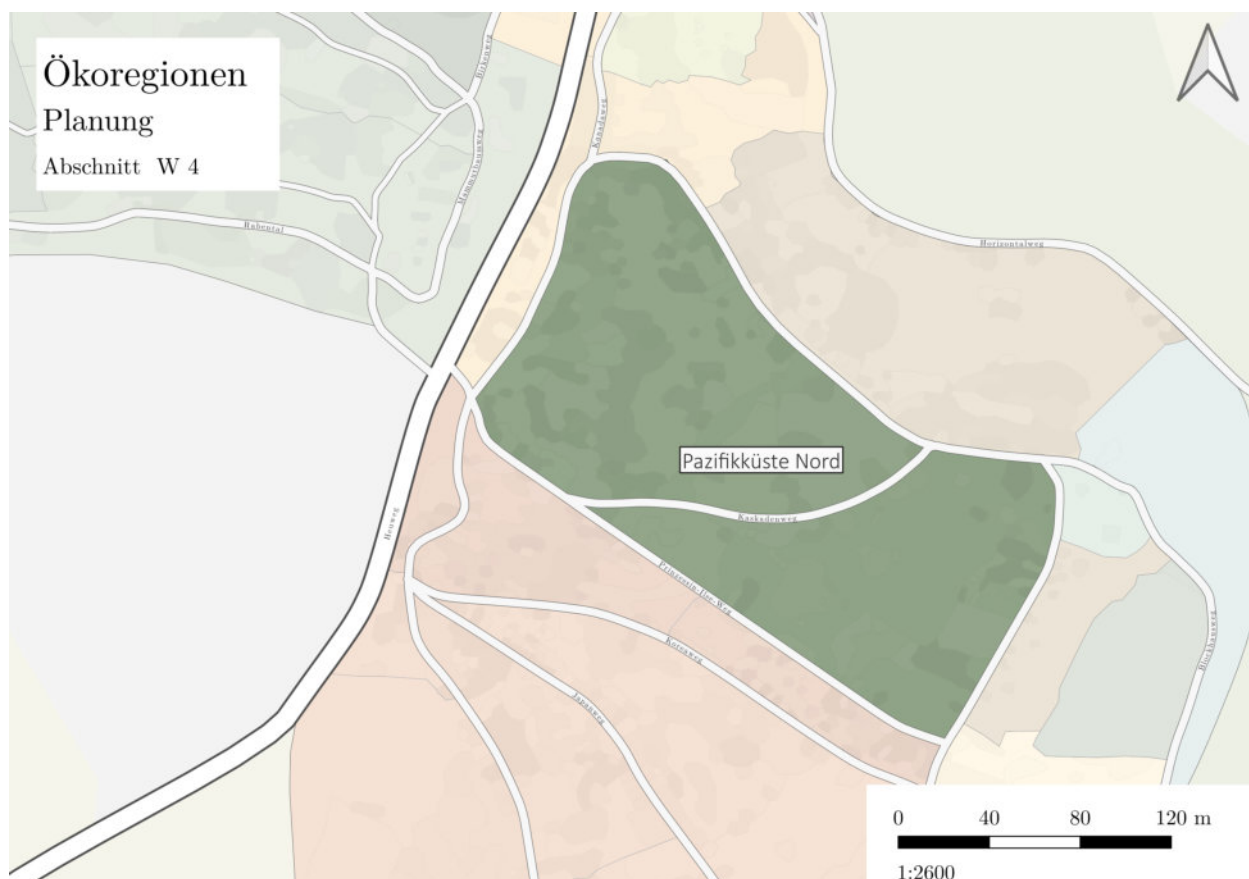 Ökoregionen
Planung
Abschnitt W 4
Birkenweg
Kanadaweg
Mammutbaumweg
Rabental
Horizontalweg
Pazifikküste Nord
Kaskadenweg
Heuweg
Prinzessin-Ilse-Weg
Koreaweg
Japanweg
Blockhausweg
0 40 80 120 m
1:2600